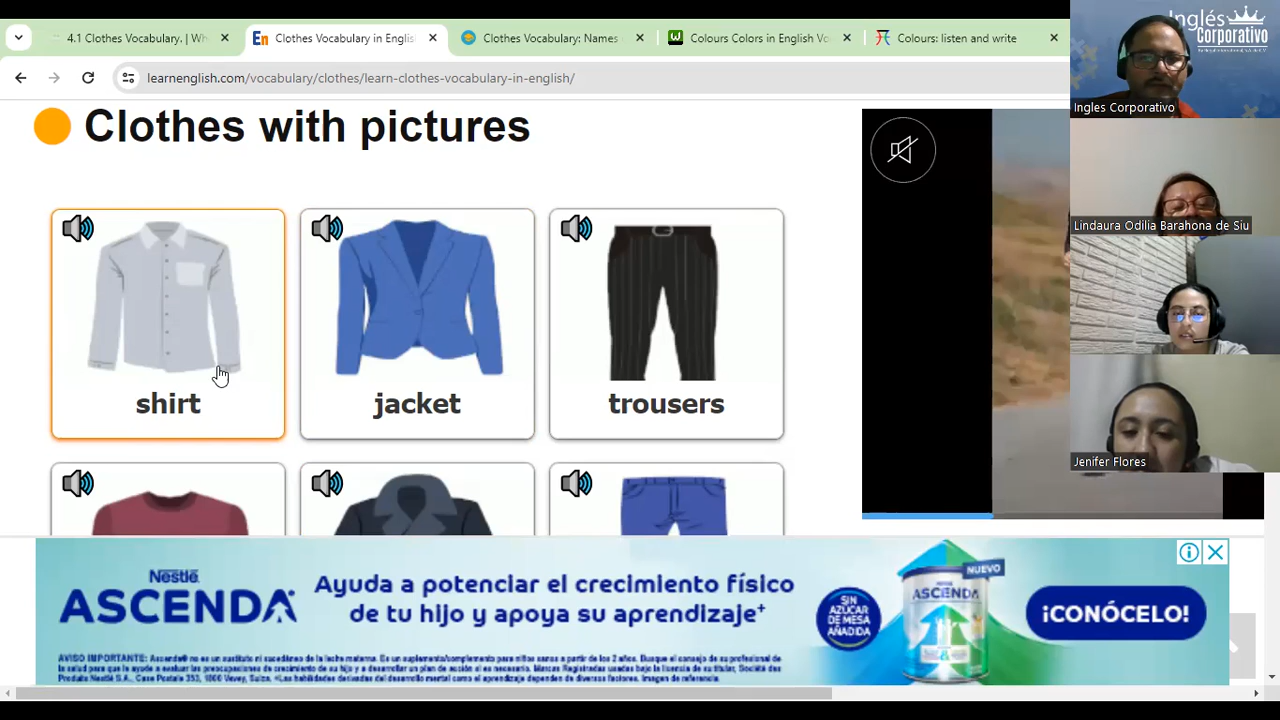 4.1 Clothes Vocabulary. | Wh
Clothes Vocabulary in Englis
Clothes Vocabulary: Names
Colours Colors in English Vo
Colours: listen and write
learnenglish.com/vocabulary/clothes/learn-clothes-vocabulary-in-english/
Inglés
Corporativo
Ingles Corporativo
Lindaura Odilia Barahona de Siu
Jenifer Flores
Clothes with pictures
shirt
jacket
trousers
Nestlé
ASCENDA
Ayuda a potenciar el crecimiento físico
de tu hijo y apoya su aprendizaje+
SIN
AZÚCAR
DE MESA
AÑADIDA
NUEVO
ASCENDA
¡CONÓCELO!